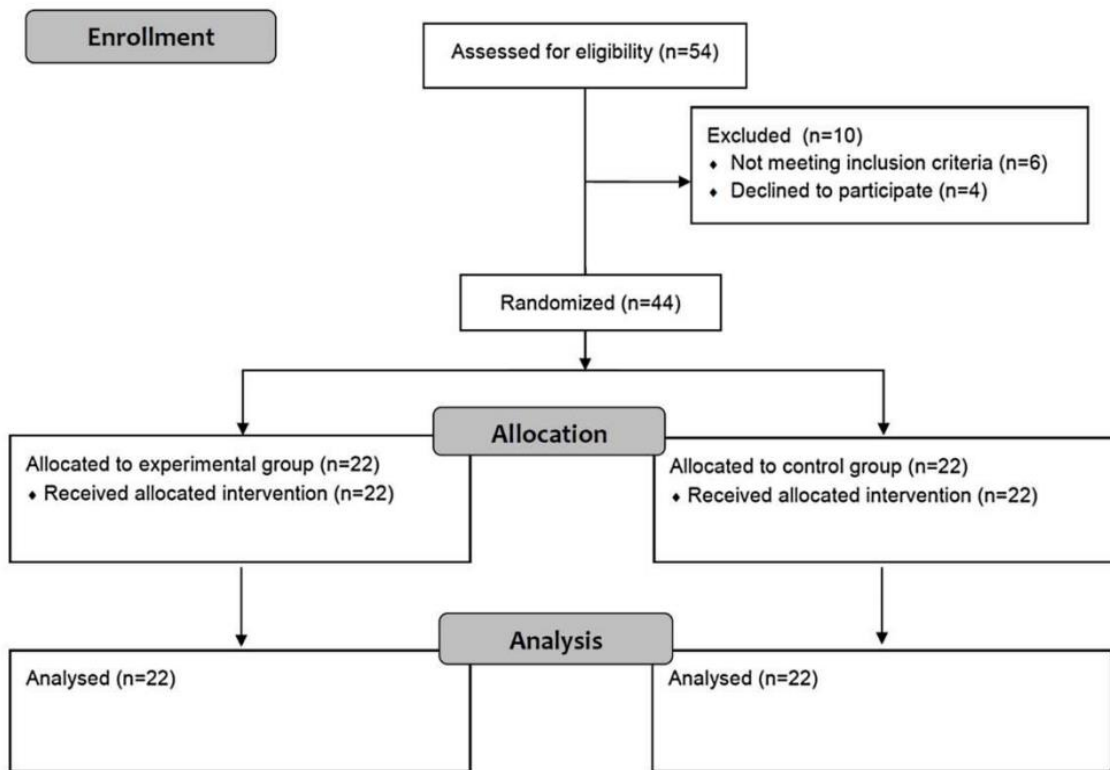 Enrollment
Assessed for eligibility (n=54)
Excluded (n=10)
♦ Not meeting inclusion criteria (n=6)
♦ Declined to participate (n=4)
Randomized (n=44)
Allocation
Allocated to experimental group (n=22)
♦ Received allocated intervention (n=22)
Allocated to control group (n=22)
♦ Received allocated intervention (n=22)
Analysis
Analysed (n=22)
Analysed (n=22)